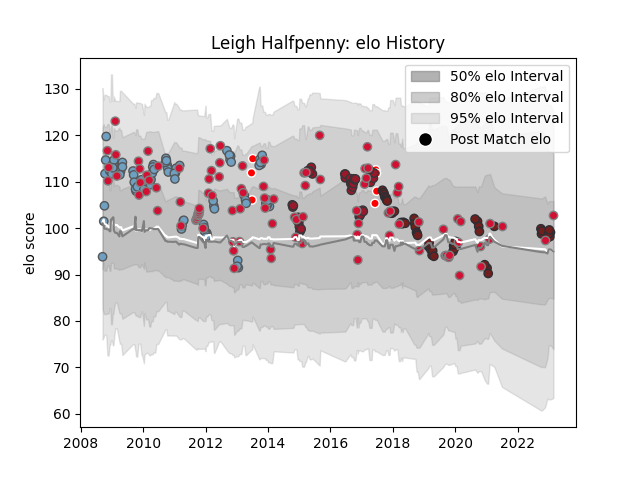 Leigh Halfpenny: elo History
50% elo Interval
80% elo Interval
95% elo Interval
Post Match elo
elo score
130
120
110
100
90
80
70
60
2008 2010 2012 2014 2016 2018 2020 2022